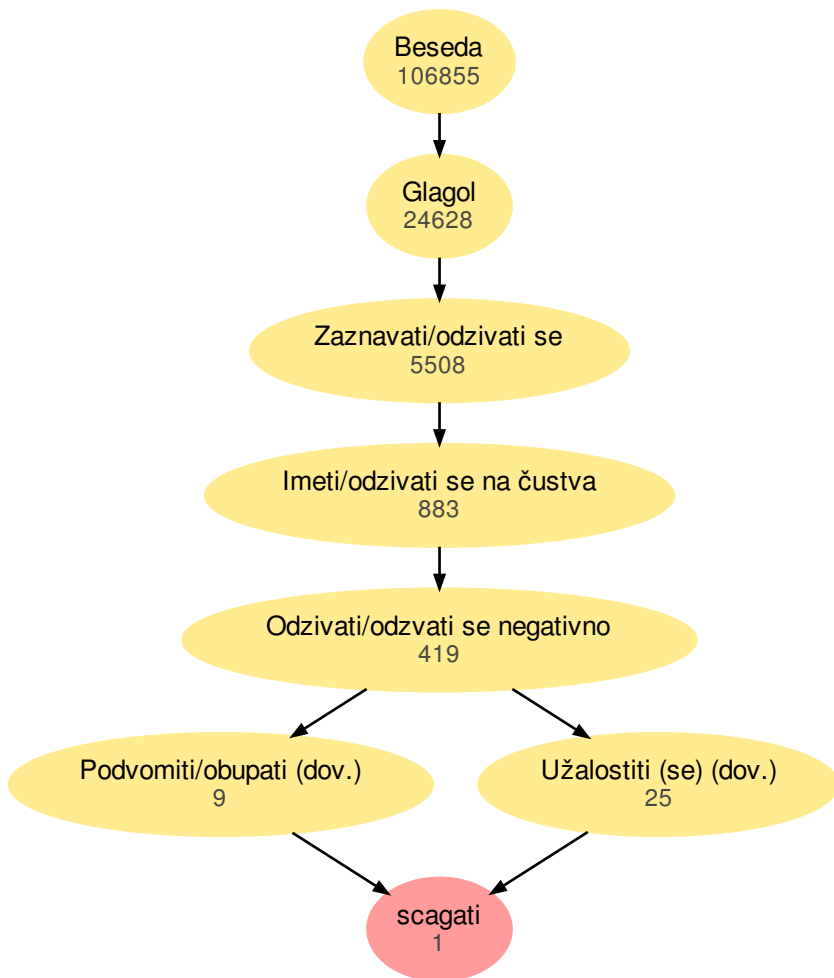 Beseda
106855
Glagol
24628
Zaznavati/odzivati se
5508
Imeti/odzivati se na čustva
883
Odzivati/odzvati se negativno
419
Podvomiti/obupati (dov.)
9
Užalostiti (se) (dov.)
25
scagati
1